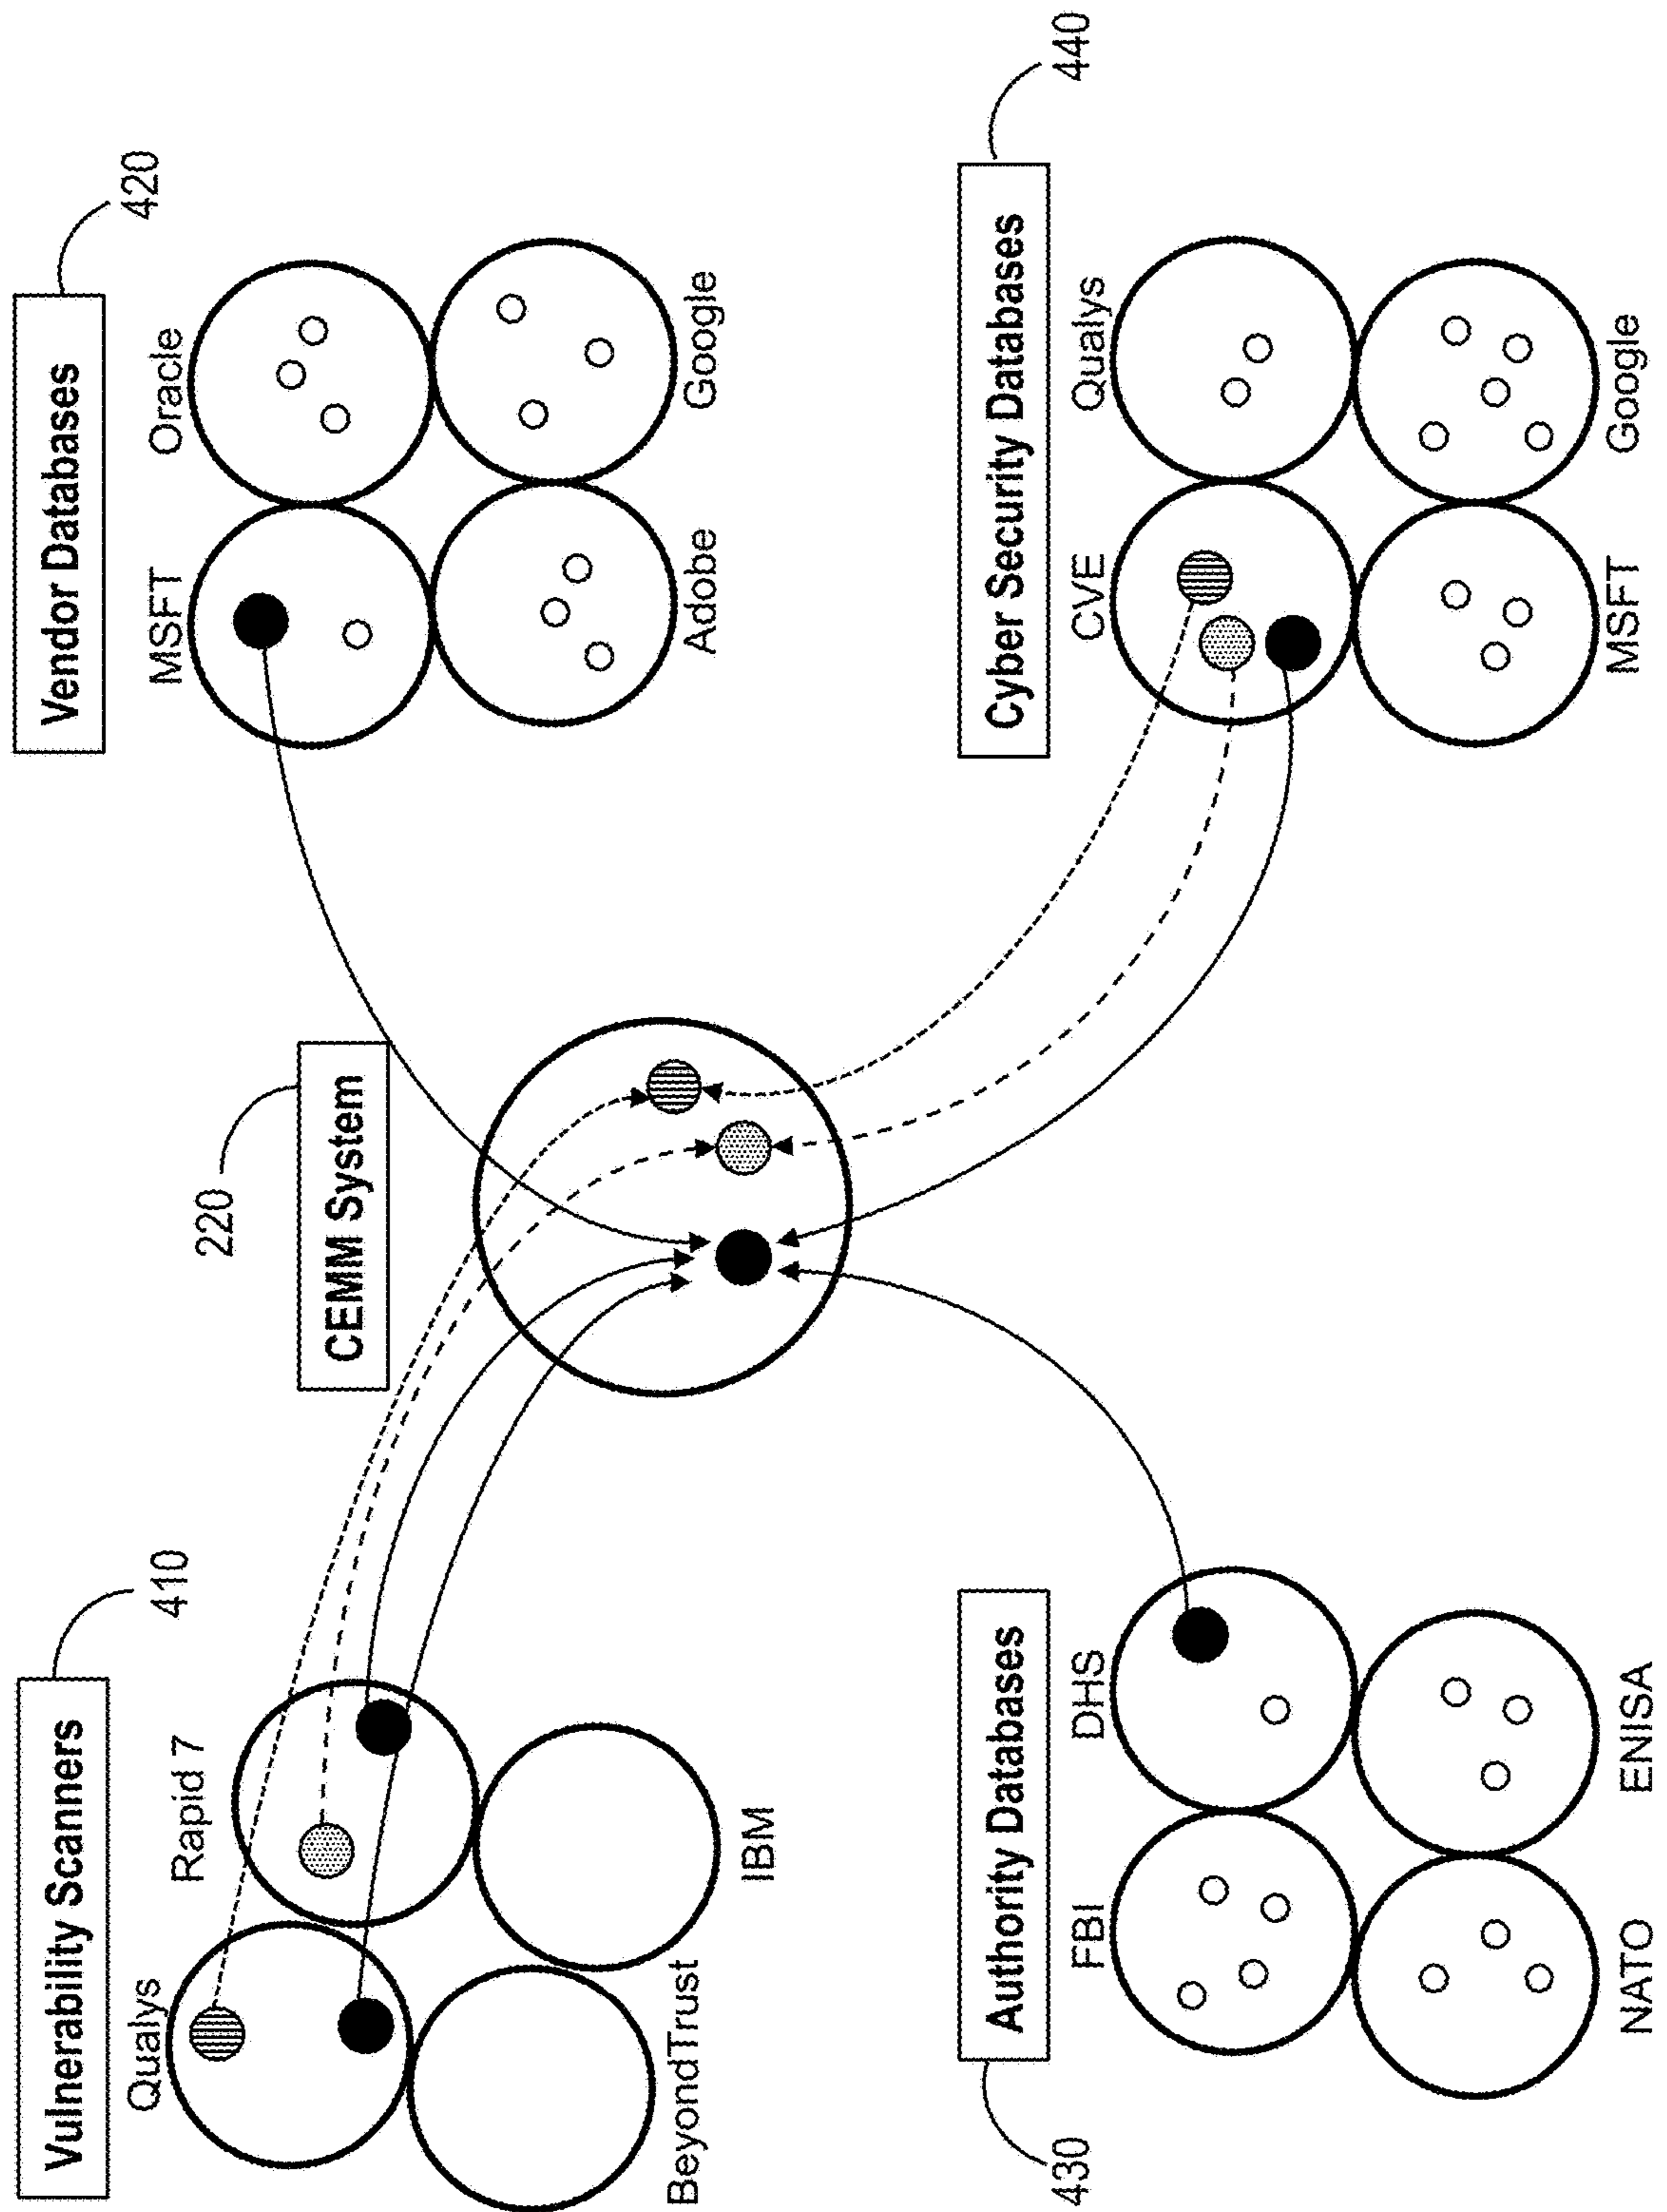 Vulnerability Scanners
410
Qualys
Rapid 7
BeyondTrust
IBM
220
CEMM System
Vendor Databases
420
MSFT
Oracle
Adobe
Google
Authority Databases
430
FBI
DHS
NATO
ENISA
Cyber Security Databases
440
CVE
Qualys
MSFT
Google